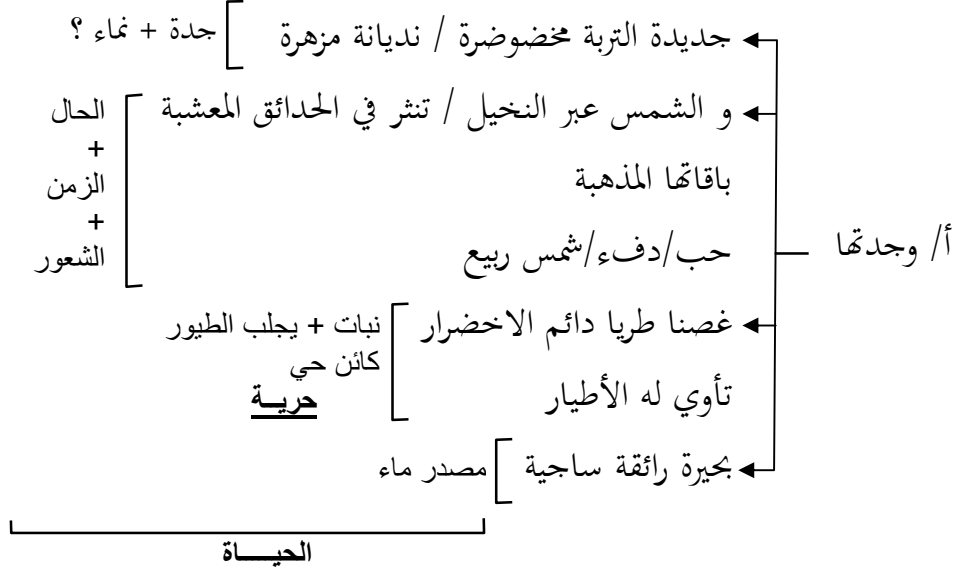 أ/ وجدتها
جديدة التربة مخضوضرة / نديانة مزهرة
جدة + نماء ؟
و الشمس عبر النخيل / تنثر في الحدائق المعشبة
باقاتها المذهبة
حب/دفء/شمس ربيع
الحال
+
الزمن
+
الشعور
غصنا طريا دائم الاخضرار
تأوي له الأطيار
نبات + يجلب الطيور
كائن حي
حريــة
بحيرة رائقة ساجية
مصدر ماء
الحيــــاة